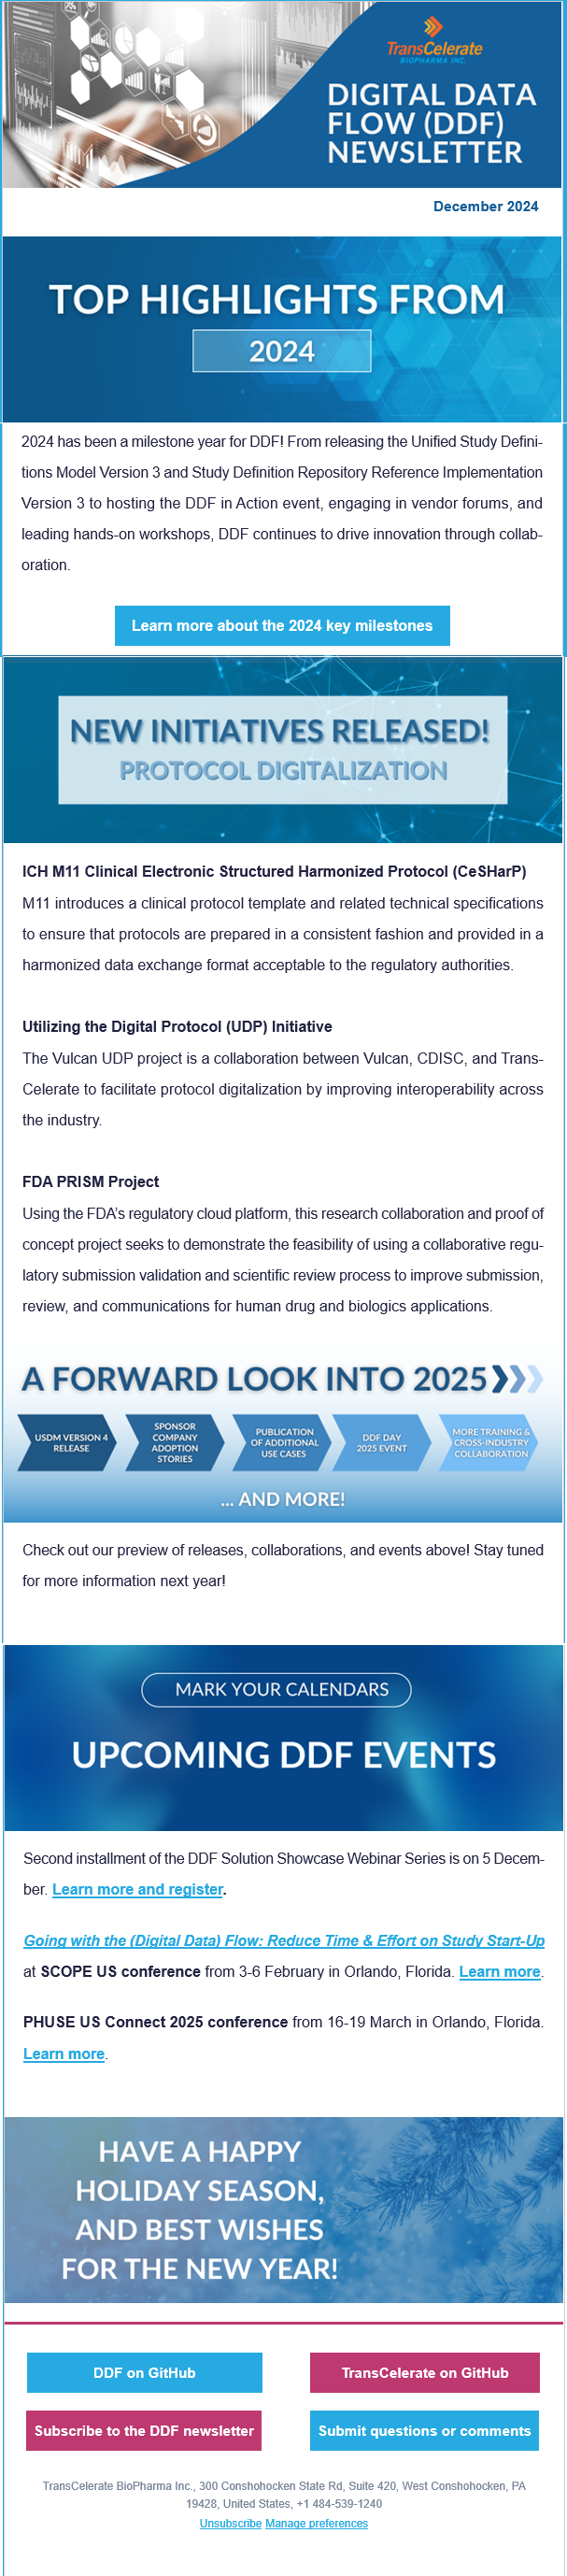 TransCelerate
BIOPHARMA INC.
DIGITAL DATA
FLOW (DDF)
NEWSLETTER
December 2024
TOP HIGHLIGHTS FROM
2024
2024 has been a milestone year for DDF! From releasing the Unified Study Defini-
tions Model Version 3 and Study Definition Repository Reference Implementation
Version 3 to hosting the DDF in Action event, engaging in vendor forums, and
leading hands-on workshops, DDF continues to drive innovation through collab-
oration.
Learn more about the 2024 key milestones
NEW INITIATIVES RELEASED!
PROTOCOL DIGITALIZATION
ICH M11 Clinical Electronic Structured Harmonized Protocol (CeSHarP)
M11 introduces a clinical protocol template and related technical specifications
to ensure that protocols are prepared in a consistent fashion and provided in a
harmonized data exchange format acceptable to the regulatory authorities.
Utilizing the Digital Protocol (UDP) Initiative
The Vulcan UDP project is a collaboration between Vulcan, CDISC, and Trans-
Celerate to facilitate protocol digitalization by improving interoperability across
the industry.
FDA PRISM Project
Using the FDA's regulatory cloud platform, this research collaboration and proof of
concept project seeks to demonstrate the feasibility of using a collaborative regu-
latory submission validation and scientific review process to improve submission,
review, and communications for human drug and biologics applications.
A FORWARD LOOK INTO 2025
USDM VERSION 4
RELEASE
SPONSOR
COMPANY
ADOPTION
STORIES
PUBLICATION
OF ADDITIONAL
USE CASES
DDF DAY
2025 EVENT
MORE TRAINING &
CROSS-INDUSTRY
COLLABORATION
... AND MORE!
Check out our preview of releases, collaborations, and events above! Stay tuned
for more information next year!
MARK YOUR CALENDARS
UPCOMING DDF EVENTS
Second installment of the DDF Solution Showcase Webinar Series is on 5 Decem-
ber. Learn more and register.
Going with the (Digital Data) Flow: Reduce Time & Effort on Study Start-Up
at SCOPE US conference from 3-6 February in Orlando, Florida. Learn more.
PHUSE US Connect 2025 conference from 16-19 March in Orlando, Florida.
Learn more.
HAVE A HAPPY
HOLIDAY SEASON,
AND BEST WISHES
FOR THE NEW YEAR!
DDF on GitHub
TransCelerate on GitHub
Subscribe to the DDF newsletter
Submit questions or comments
TransCelerate BioPharma Inc., 300 Conshohocken State Rd, Suite 420, West Conshohocken, PA
19428, United States, +1 484-539-1240
Unsubscribe Manage preferences